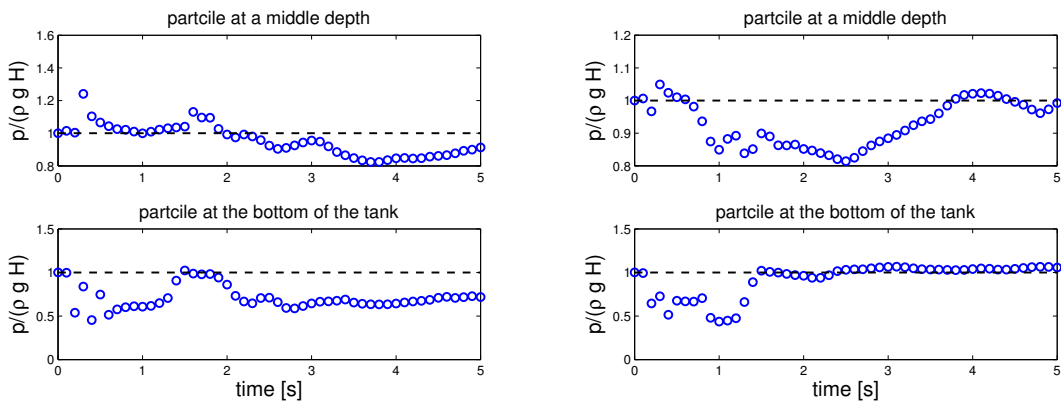 partcile at a middle depth
1.6
1.4
1.2
1
0.8
p/(ρ g H)
0 1 2 3 4 5
partcile at the bottom of the tank
1.5
1
0.5
0
p/(ρ g H)
0 1 2 3 4 5
time [s]
partcile at a middle depth
1.2
1.1
1
0.9
0.8
p/(ρ g H)
0 1 2 3 4 5
partcile at the bottom of the tank
1.5
1
0.5
0
p/(ρ g H)
0 1 2 3 4 5
time [s]